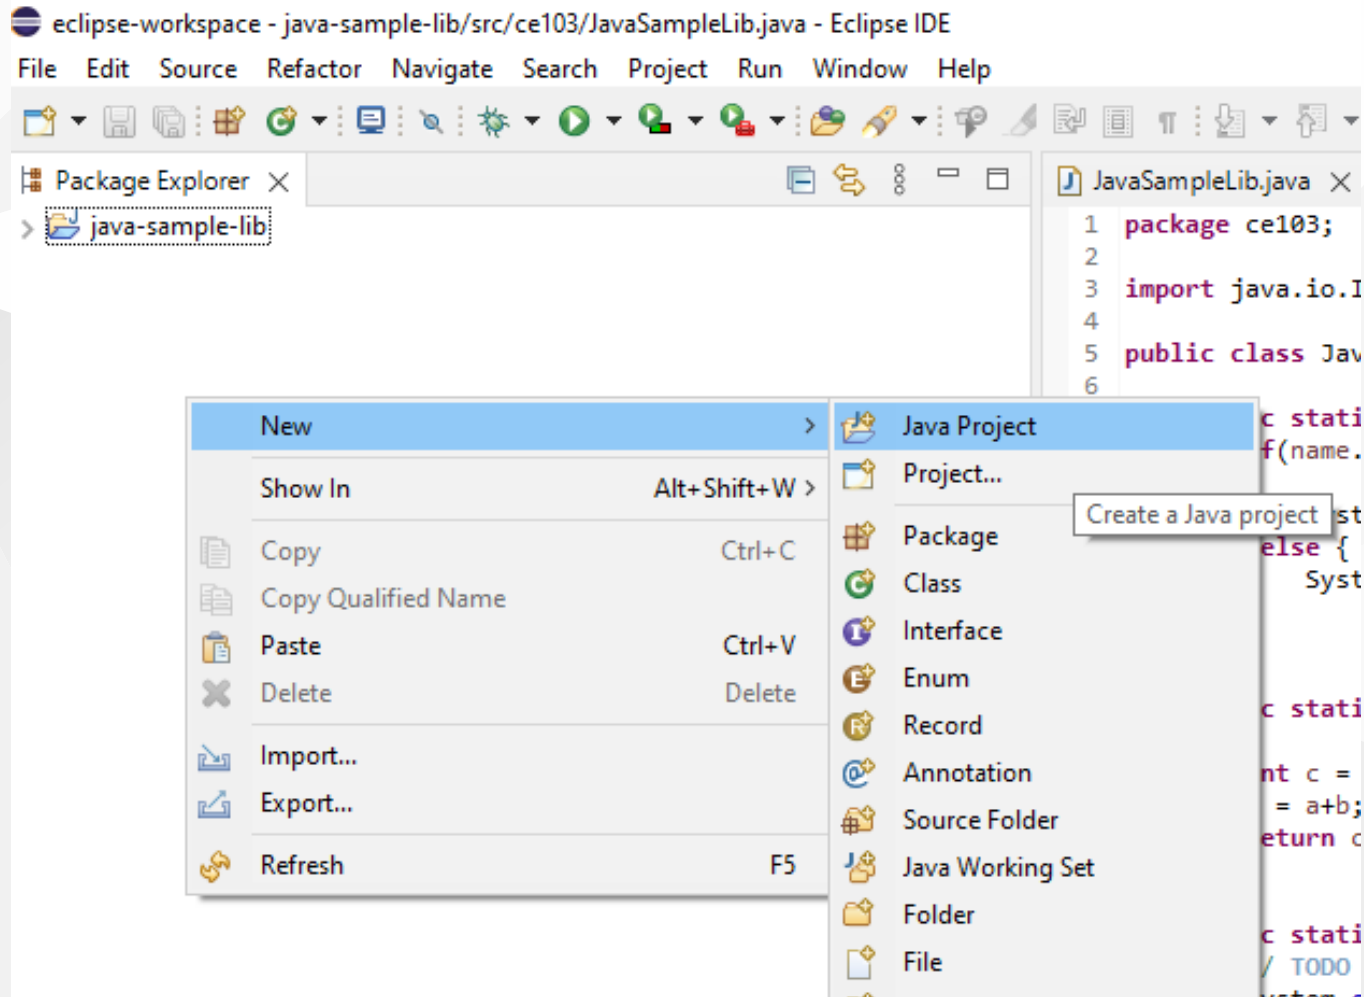 eclipse-workspace - java-sample-lib/src/ce103/JavaSampleLib.java - Eclipse IDE
File Edit Source Refactor Navigate Search Project Run Window Help
Package Explorer
java-sample-lib
JavaSampleLib.java
1 package ce103;
2
3 import java.io.I
4
5 public class Jav
6
c stati
f(name.
st
else {
Syst
c stati
nt c =
= a+b;
eturn c
c stati
/ TODO
New
Show In Alt+Shift+W
Copy Ctrl+C
Copy Qualified Name
Paste Ctrl+V
Delete Delete
Import...
Export...
Refresh F5
Java Project
Project...
Create a Java project
Package
Class
Interface
Enum
Record
Annotation
Source Folder
Java Working Set
Folder
File